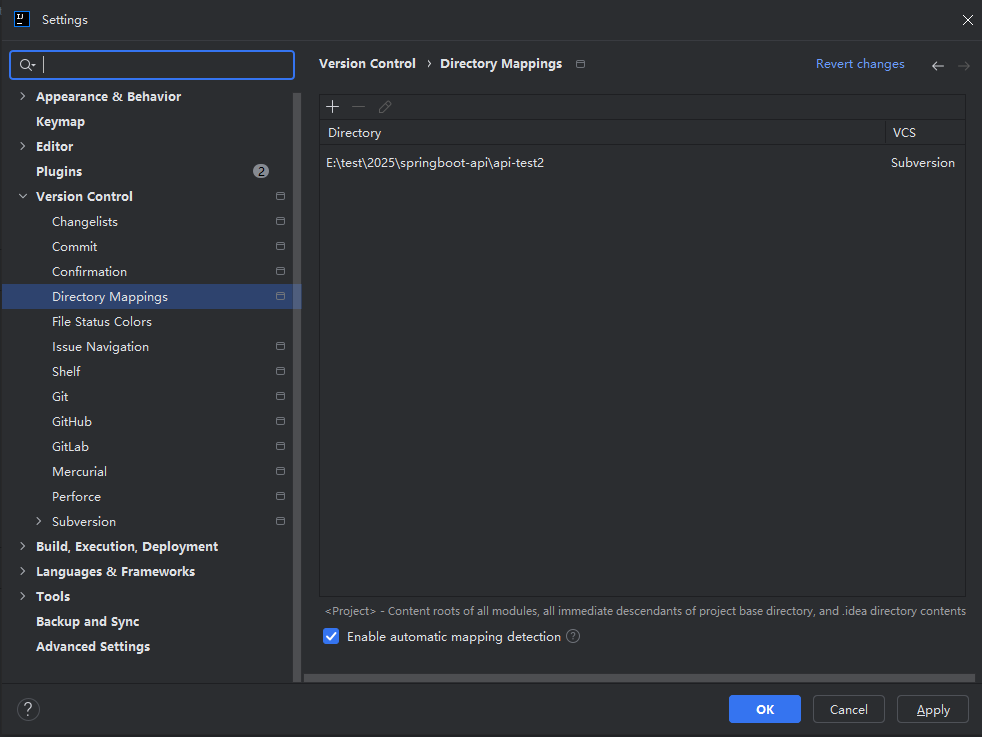 Settings
Version Control › Directory Mappings
Revert changes
Appearance & Behavior
Keymap
Editor
Plugins 2
Version Control
Changelists
Commit
Confirmation
Directory Mappings
File Status Colors
Issue Navigation
Shelf
Git
GitHub
GitLab
Mercurial
Perforce
Subversion
Build, Execution, Deployment
Languages & Frameworks
Tools
Backup and Sync
Advanced Settings
Directory VCS
E:\test\2025\springboot-api\api-test2 Subversion
<Project> - Content roots of all modules, all immediate descendants of project base directory, and .idea directory contents
Enable automatic mapping detection ?
?
OK Cancel Apply